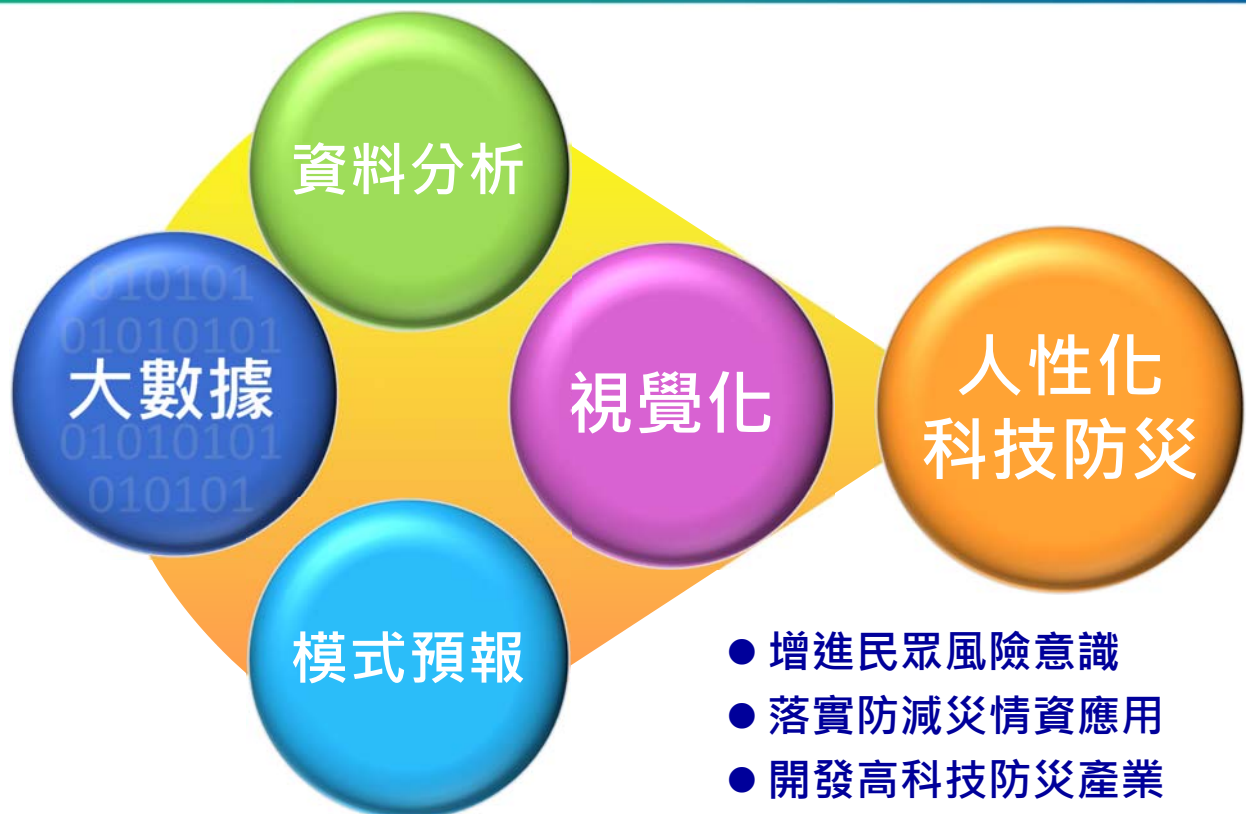 資料分析
010101
01010101
大數據
01010101
010101
視覺化
人性化
科技防災
模式預報
● 增進民眾風險意識
● 落實防減災情資應用
● 開發高科技防災產業